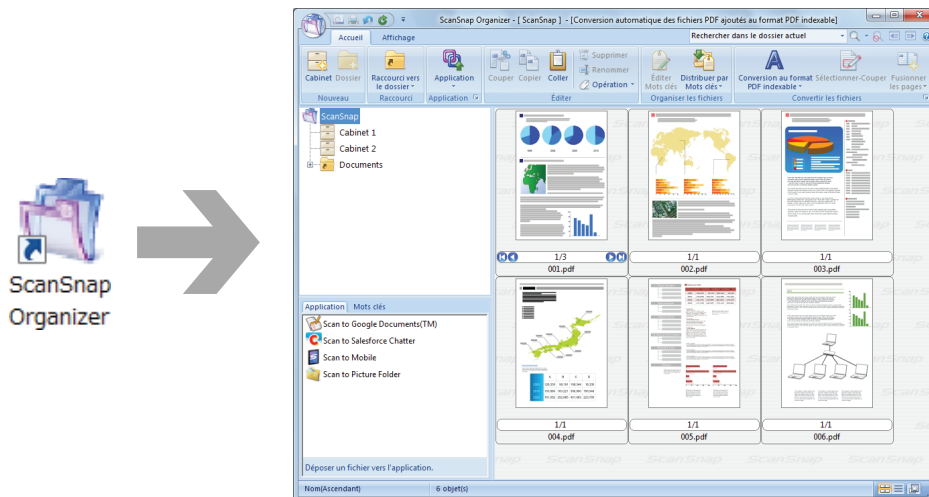 ScanSnap
Organizer
ScanSnap Organizer - [ ScanSnap ] - [Conversion automatique des fichiers PDF ajoutés au format PDF indexable]
Accueil
Affichage
Rechercher dans le dossier actuel
Cabinet
Dossier
Nouveau
Raccourci vers
le dossier
Raccourci
Application
Application
Couper
Copier
Coller
Supprimer
Renommer
Opération
Éditer
Éditer
Mots clés
Distribuer par
Mots clés
Organiser les fichiers
Conversion au format
PDF indexable
Sélectionner-Couper
Fusionner
les pages
Convertir les fichiers
ScanSnap
Cabinet 1
Cabinet 2
Documents
Application
Mots clés
Scan to Google Documents(TM)
Scan to Salesforce Chatter
Scan to Mobile
Scan to Picture Folder
Déposer un fichier vers l'application.
1/3
001.pdf
1/1
002.pdf
1/1
003.pdf
1/1
004.pdf
1/1
005.pdf
1/1
006.pdf
ScanSnap
ScanSnap
ScanSnap
Nom(Ascendant)
6 objet(s)